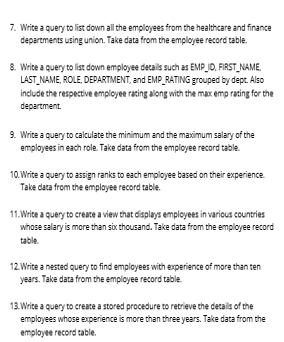 7. Write a query to list down all the employees from the healthcare and finance
departments using union. Take data from the employee record table.
8. Write a query to list down employee details such as EMP_ID, FIRST_NAME,
LAST_NAME, ROLE, DEPARTMENT, and EMP_RATING grouped by dept. Also
include the respective employee rating along with the max emp rating for the
department.
9. Write a query to calculate the minimum and the maximum salary of the
employees in each role. Take data from the employee record table.
10. Write a query to assign ranks to each employee based on their experience.
Take data from the employee record table.
11. Write a query to create a view that displays employees in various countries
whose salary is more than six thousand. Take data from the employee record
table.
12. Write a nested query to find employees with experience of more than ten
years. Take data from the employee record table.
13. Write a query to create a stored procedure to retrieve the details of the
employees whose experience is more than three years. Take data from the
employee record table.